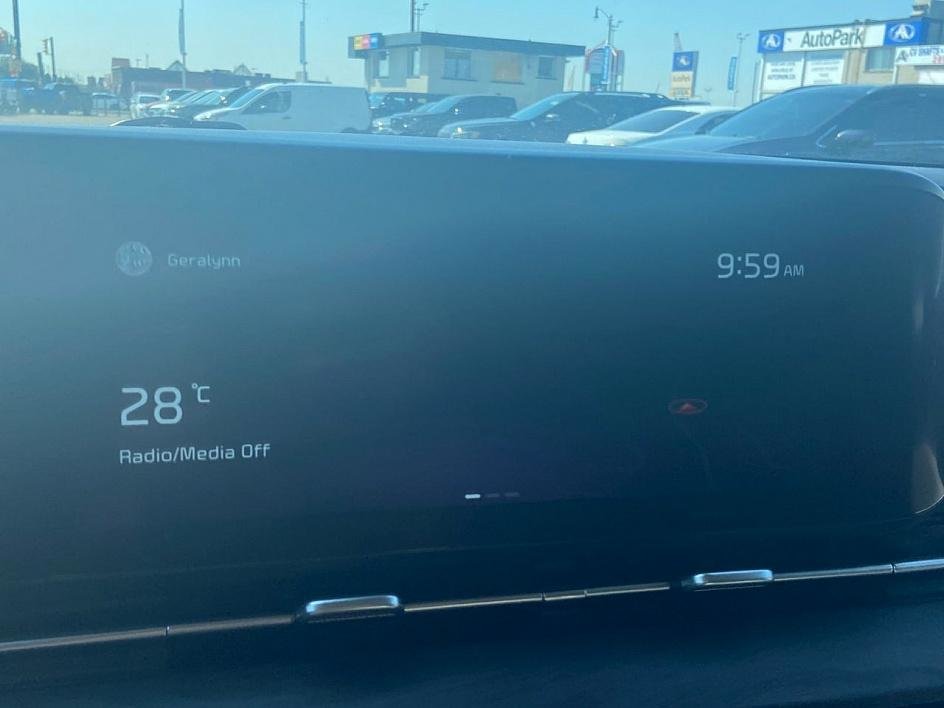 AutoPark
Geralynn
9:59 AM
28 °C
Radio/Media Off